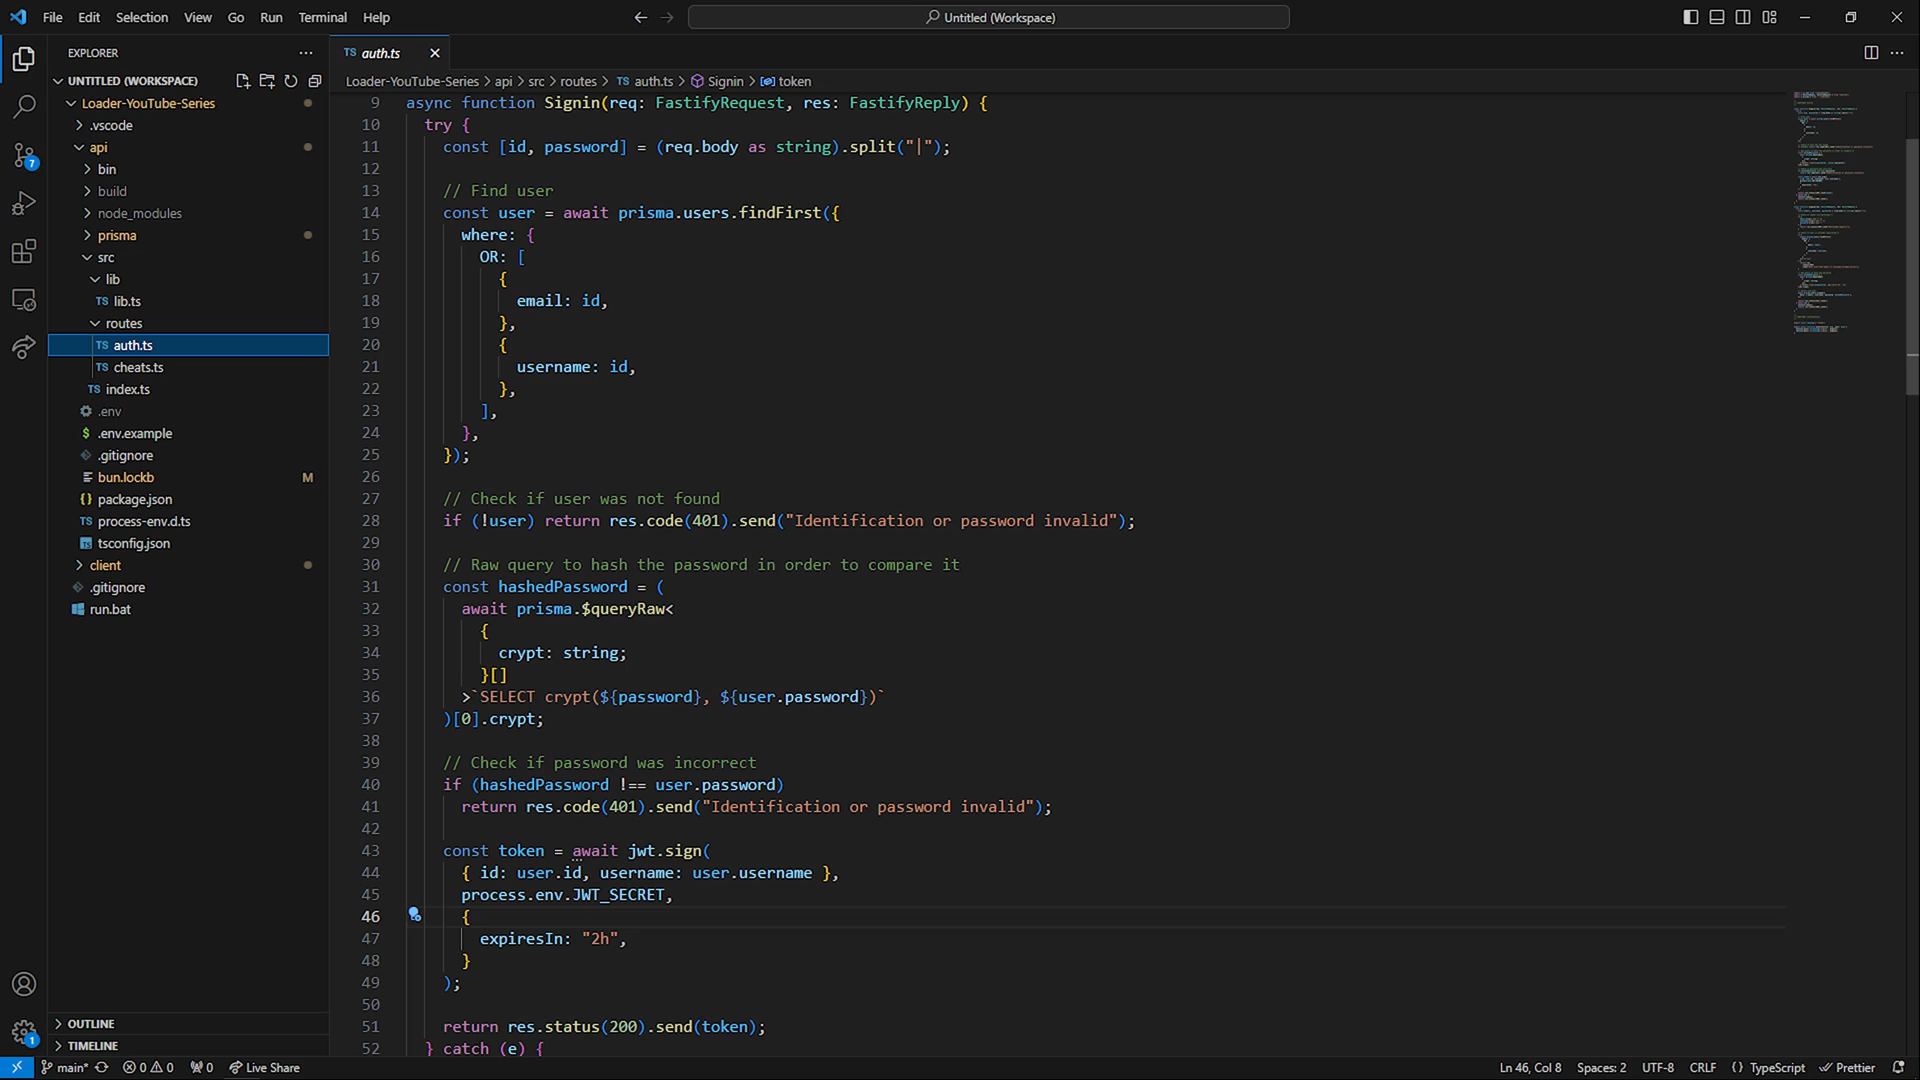 File Edit Selection View Go Run Terminal Help
Untitled (Workspace)
EXPLORER
UNTITLED (WORKSPACE)
Loader-YouTube-Series
.vscode
api
bin
build
node_modules
prisma
src
lib
TS lib.ts
routes
TS auth.ts
TS cheats.ts
TS index.ts
.env
$ .env.example
.gitignore
bun.lockb M
{} package.json
TS process-env.d.ts
tsconfig.json
client
.gitignore
run.bat
OUTLINE
TIMELINE
7
1
TS auth.ts
Loader-YouTube-Series > api > src > routes > TS auth.ts > Signin > token
9 async function Signin(req: FastifyRequest, res: FastifyReply) {
10 try {
11 const [id, password] = (req.body as string).split("|");
12
13 // Find user
14 const user = await prisma.users.findFirst({
15 where: {
16 OR: [
17 {
18 email: id,
19 },
20 {
21 username: id,
22 },
23 ],
24 },
25 });
26
27 // Check if user was not found
28 if (!user) return res.code(401).send("Identification or password invalid");
29
30 // Raw query to hash the password in order to compare it
31 const hashedPassword = (
32 await prisma.$queryRaw<
33 {
34 crypt: string;
35 }[]
36 >`SELECT crypt(${password}, ${user.password})`
37 )[0].crypt;
38
39 // Check if password was incorrect
40 if (hashedPassword !== user.password)
41 return res.code(401).send("Identification or password invalid");
42
43 const token = await jwt.sign(
44 { id: user.id, username: user.username },
45 process.env.JWT_SECRET,
46 {
47 expiresIn: "2h",
48 }
49 );
50
51 return res.status(200).send(token);
52 } catch (e) {
main* 0 0 0 Live Share
Ln 46, Col 8 Spaces: 2 UTF-8 CRLF {} TypeScript Prettier